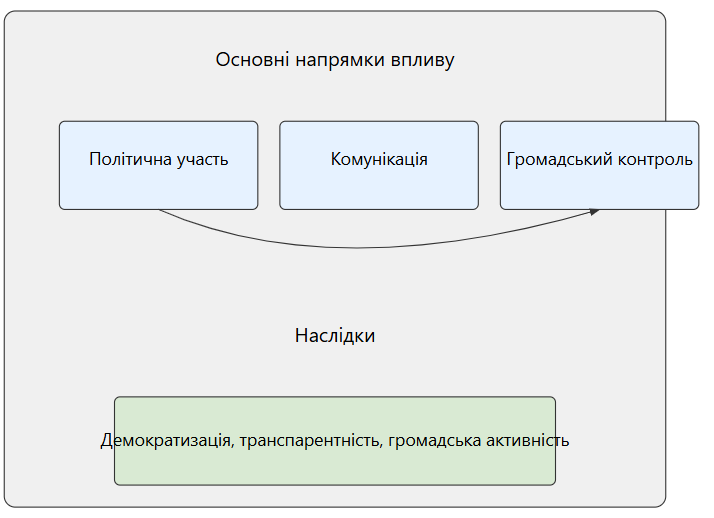 Основні напрямки впливу
Політична участь
Комунікація
Громадський контроль
Наслідки
Демократизація, транспарентність, громадська активність